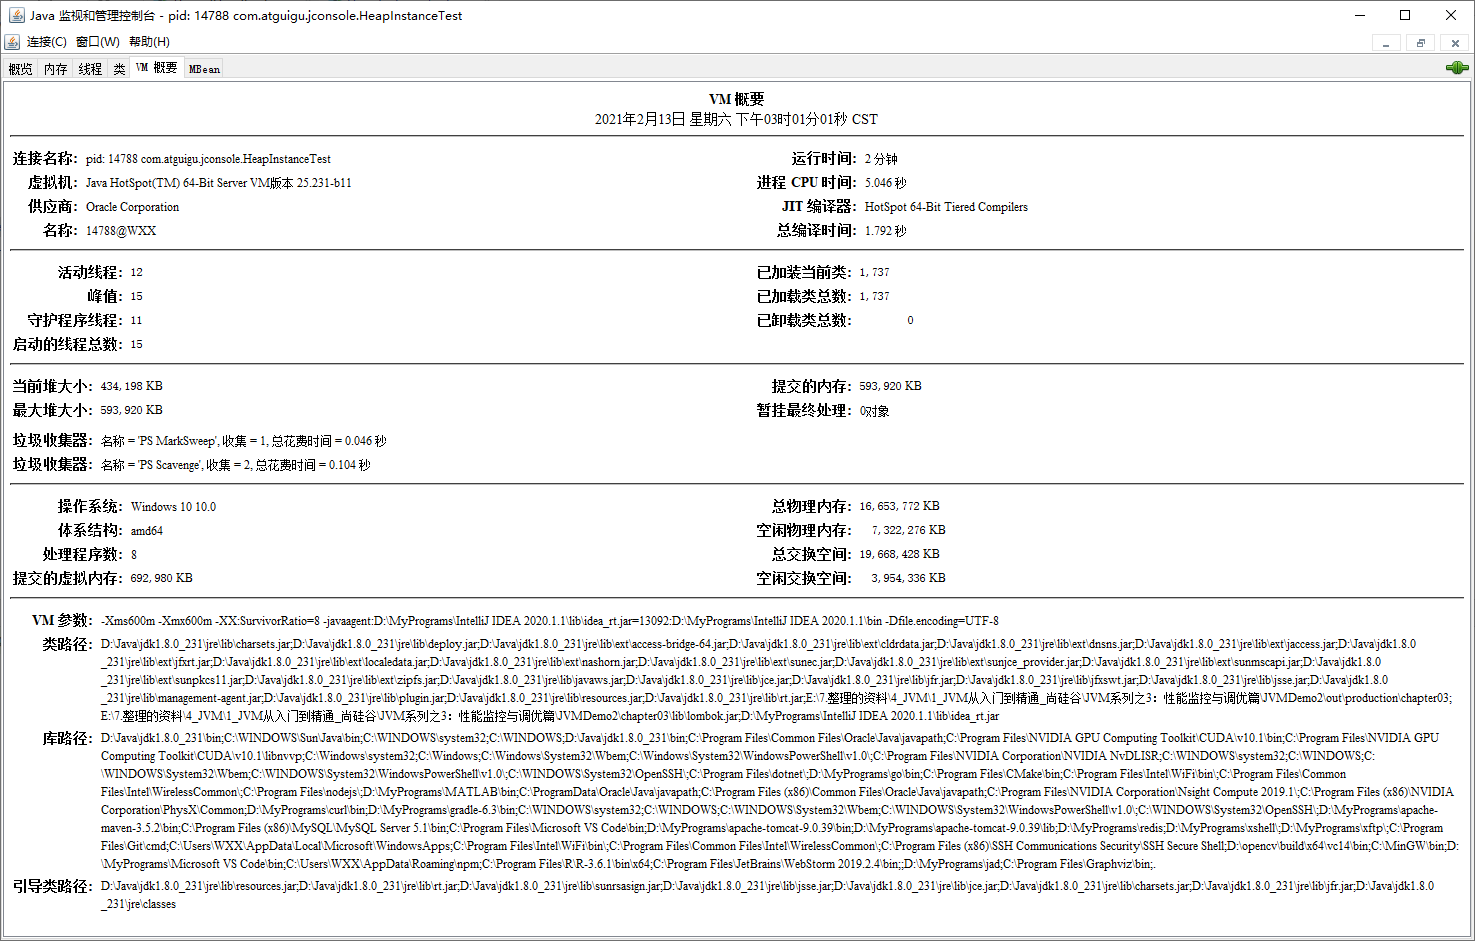 Java 监视和管理控制台 - pid: 14788 com.atguigu.jconsole.HeapInstanceTest
连接(C) 窗口(W) 帮助(H)
概览 内存 线程 类 VM 概要 MBean
VM 概要
2021年2月13日 星期六 下午03时01分01秒 CST
连接名称: pid: 14788 com.atguigu.jconsole.HeapInstanceTest
运行时间: 2 分钟
虚拟机: Java HotSpot(TM) 64-Bit Server VM版本 25.231-b11
进程 CPU 时间: 5.046 秒
供应商: Oracle Corporation
JIT 编译器: HotSpot 64-Bit Tiered Compilers
名称: 14788@WXX
总编译时间: 1.792 秒
活动线程: 12
已加装当前类: 1,737
峰值: 15
已加载类总数: 1,737
守护程序线程: 11
已卸载类总数: 0
启动的线程总数: 15
当前堆大小: 434,198 KB
提交的内存: 593,920 KB
最大堆大小: 593,920 KB
暂挂最终处理: 0对象
垃圾收集器: 名称 = 'PS MarkSweep', 收集 = 1, 总花费时间 = 0.046 秒
垃圾收集器: 名称 = 'PS Scavenge', 收集 = 2, 总花费时间 = 0.104 秒
操作系统: Windows 10 10.0
总物理内存: 16,653,772 KB
体系结构: amd64
空闲物理内存: 7,322,276 KB
处理程序数: 8
总交换空间: 19,668,428 KB
提交的虚拟内存: 692,980 KB
空闲交换空间: 3,954,336 KB
VM 参数: -Xms600m -Xmx600m -XX:SurvivorRatio=8 -javaagent:D:\MyPrograms\IntelliJ IDEA 2020.1.1\lib\idea_rt.jar=13092:D:\MyPrograms\IntelliJ IDEA 2020.1.1\bin -Dfile.encoding=UTF-8
类路径: D:\Java\jdk1.8.0_231\jre\lib\charsets.jar;D:\Java\jdk1.8.0_231\jre\lib\deploy.jar;D:\Java\jdk1.8.0_231\jre\lib\ext\access-bridge-64.jar;D:\Java\jdk1.8.0_231\jre\lib\ext\cldrdata.jar;D:\Java\jdk1.8.0_231\jre\lib\ext\dnsns.jar;D:\Java\jdk1.8.0_231\jre\lib\ext\jaccess.jar;D:\Java\jdk1.8.0
_231\jre\lib\ext\jfxrt.jar;D:\Java\jdk1.8.0_231\jre\lib\ext\localedata.jar;D:\Java\jdk1.8.0_231\jre\lib\ext\nashorn.jar;D:\Java\jdk1.8.0_231\jre\lib\ext\sunec.jar;D:\Java\jdk1.8.0_231\jre\lib\ext\sunjce_provider.jar;D:\Java\jdk1.8.0_231\jre\lib\ext\sunmscapi.jar;D:\Java\jdk1.8.0
_231\jre\lib\ext\sunpkcs11.jar;D:\Java\jdk1.8.0_231\jre\lib\ext\zipfs.jar;D:\Java\jdk1.8.0_231\jre\lib\javaws.jar;D:\Java\jdk1.8.0_231\jre\lib\jce.jar;D:\Java\jdk1.8.0_231\jre\lib\jfr.jar;D:\Java\jdk1.8.0_231\jre\lib\jfxswt.jar;D:\Java\jdk1.8.0_231\jre\lib\jsse.jar;D:\Java\jdk1.8.0
_231\jre\lib\management-agent.jar;D:\Java\jdk1.8.0_231\jre\lib\plugin.jar;D:\Java\jdk1.8.0_231\jre\lib\resources.jar;D:\Java\jdk1.8.0_231\jre\lib\rt.jar;E:\7.整理的资料\4_JVM\1_JVM从入门到精通_尚硅谷\JVM系列之3：性能监控与调优篇\JVMDemo2\out\production\chapter03;
E:\7.整理的资料\4_JVM\1_JVM从入门到精通_尚硅谷\JVM系列之3：性能监控与调优篇\JVMDemo2\chapter03\lib\lombok.jar;D:\MyPrograms\IntelliJ IDEA 2020.1.1\lib\idea_rt.jar
库路径: D:\Java\jdk1.8.0_231\bin;C:\WINDOWS\Sun\Java\bin;C:\WINDOWS\system32;C:\WINDOWS;D:\Java\jdk1.8.0_231\bin;C:\Program Files\Common Files\Oracle\Java\javapath;C:\Program Files\NVIDIA GPU Computing Toolkit\CUDA\v10.1\bin;C:\Program Files\NVIDIA GPU
Computing Toolkit\CUDA\v10.1\libnvvp;C:\Windows\system32;C:\Windows;C:\Windows\System32\Wbem;C:\Windows\System32\WindowsPowerShell\v1.0\;C:\Program Files\NVIDIA Corporation\NVIDIA NvDLISR;C:\WINDOWS\system32;C:\WINDOWS;C:
\WINDOWS\System32\Wbem;C:\WINDOWS\System32\WindowsPowerShell\v1.0\;C:\WINDOWS\System32\OpenSSH\;C:\Program Files\dotnet\;D:\MyPrograms\go\bin;C:\Program Files\CMake\bin;C:\Program Files\Intel\WiFi\bin\;C:\Program Files\Common
Files\Intel\WirelessCommon\;C:\Program Files\nodejs\;D:\MyPrograms\MATLAB\bin;C:\ProgramData\Oracle\Java\javapath;C:\Program Files (x86)\Common Files\Oracle\Java\javapath;C:\Program Files\NVIDIA Corporation\Nsight Compute 2019.1\;C:\Program Files (x86)\NVIDIA
Corporation\PhysX\Common;D:\MyPrograms\curl\bin;D:\MyPrograms\gradle-6.3\bin;C:\WINDOWS\system32;C:\WINDOWS;C:\WINDOWS\System32\Wbem;C:\WINDOWS\System32\WindowsPowerShell\v1.0\;C:\WINDOWS\System32\OpenSSH\;D:\MyPrograms\apache-
maven-3.5.2\bin;C:\Program Files (x86)\MySQL\MySQL Server 5.1\bin;C:\Program Files\Microsoft VS Code\bin;D:\MyPrograms\apache-tomcat-9.0.39\bin;D:\MyPrograms\apache-tomcat-9.0.39\lib;D:\MyPrograms\redis;D:\MyPrograms\xshell\;D:\MyPrograms\xftp\;C:\Program
Files\Git\cmd;C:\Users\WXX\AppData\Local\Microsoft\WindowsApps;C:\Program Files\Intel\WiFi\bin\;C:\Program Files\Common Files\Intel\WirelessCommon\;C:\Program Files (x86)\SSH Communications Security\SSH Secure Shell;D:\opencv\build\x64\vc14\bin;C:\MinGW\bin;D:
\MyPrograms\Microsoft VS Code\bin;C:\Users\WXX\AppData\Roaming\npm;C:\Program Files\R\R-3.6.1\bin\x64;C:\Program Files\JetBrains\WebStorm 2019.2.4\bin;;D:\MyPrograms\jad;C:\Program Files\Graphviz\bin;.
引导类路径: D:\Java\jdk1.8.0_231\jre\lib\resources.jar;D:\Java\jdk1.8.0_231\jre\lib\rt.jar;D:\Java\jdk1.8.0_231\jre\lib\sunrsasign.jar;D:\Java\jdk1.8.0_231\jre\lib\jsse.jar;D:\Java\jdk1.8.0_231\jre\lib\jce.jar;D:\Java\jdk1.8.0_231\jre\lib\charsets.jar;D:\Java\jdk1.8.0_231\jre\lib\jfr.jar;D:\Java\jdk1.8.0
_231\jre\classes